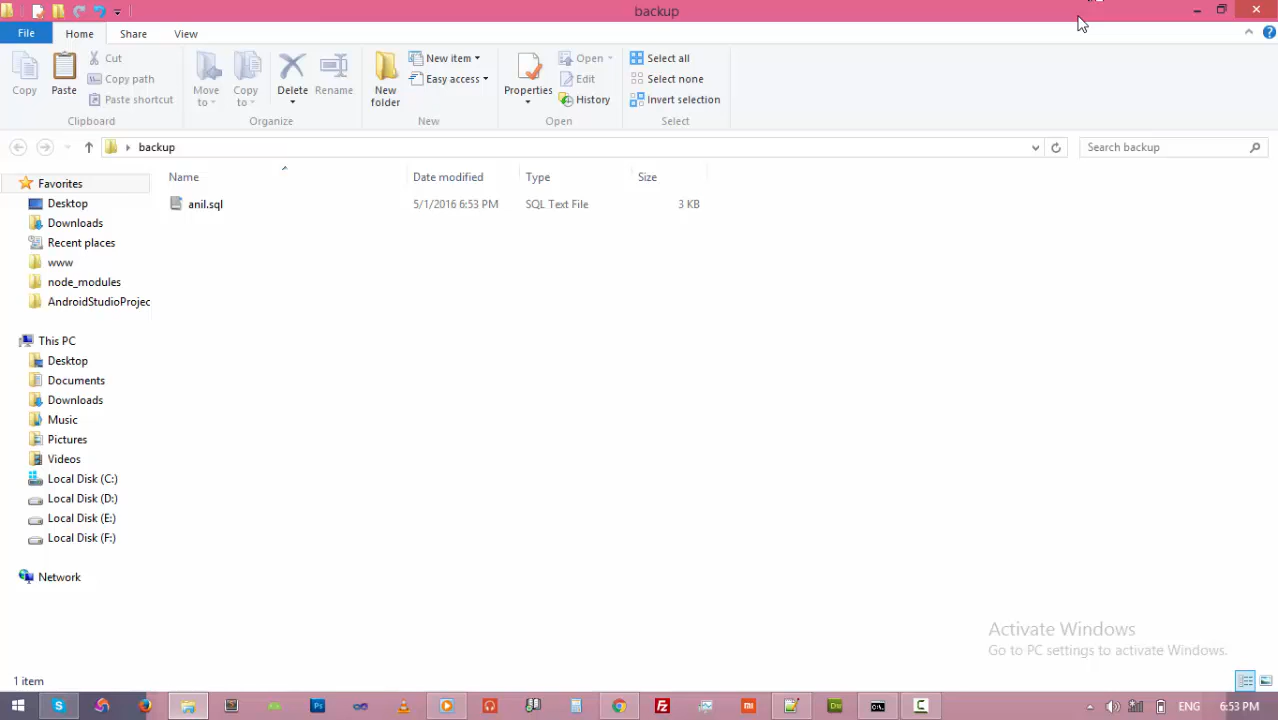 backup
File Home Share View
Copy
Paste
Cut
Copy path
Paste shortcut
Clipboard
Move to
Copy to
Delete
Rename
Organize
New folder
New item
Easy access
New
Properties
Open
Edit
History
Open
Select all
Select none
Invert selection
Select
backup
Search backup
Name Date modified Type Size
anil.sql 5/1/2016 6:53 PM SQL Text File 3 KB
Favorites
Desktop
Downloads
Recent places
www
node_modules
AndroidStudioProjec
This PC
Desktop
Documents
Downloads
Music
Pictures
Videos
Local Disk (C:)
Local Disk (D:)
Local Disk (E:)
Local Disk (F:)
Network
Activate Windows
Go to PC settings to activate Windows.
1 item
Ps
Fz
mi
Dw
C:\
ENG 6:53 PM